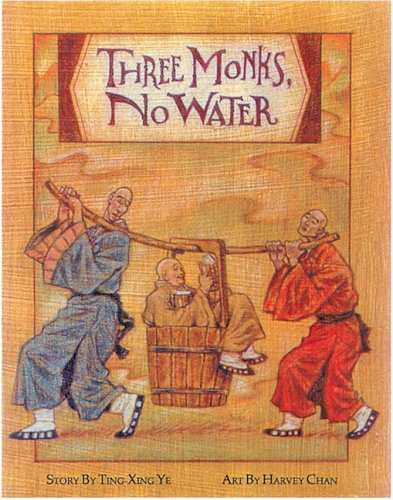 THREE MONKS,
NO WATER
STORY BY TING-XING YE
ART BY HARVEY CHAN